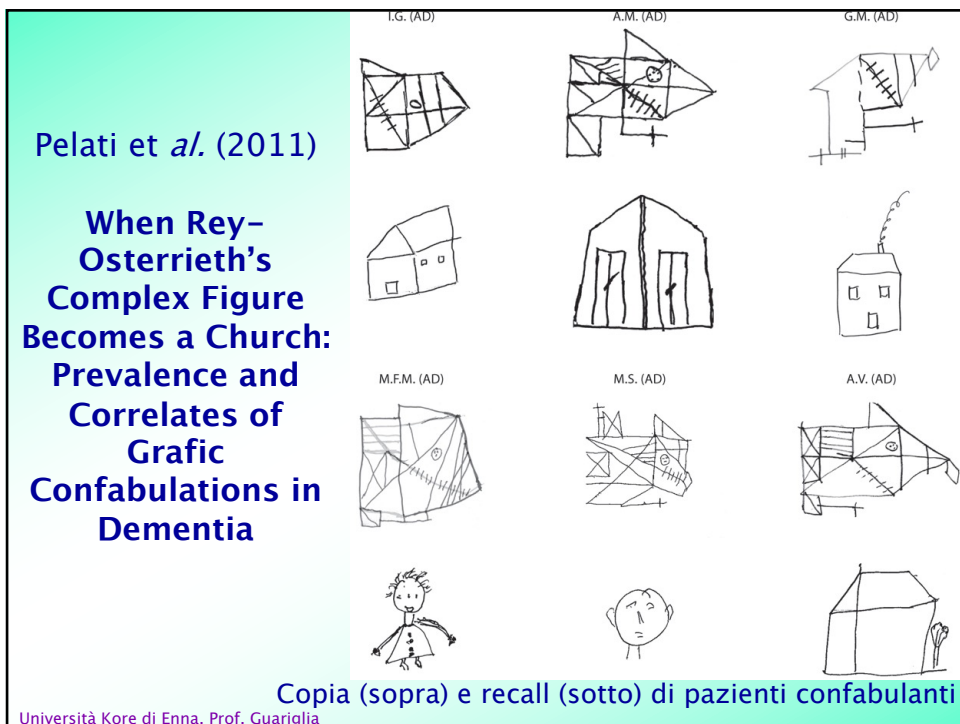 I.G. (AD) A.M. (AD) G.M. (AD)
Pelati et al. (2011)
When Rey-
Osterrieth's
Complex Figure
Becomes a Church:
Prevalence and
Correlates of
Grafic
Confabulations in
Dementia
M.F.M. (AD) M.S. (AD) A.V. (AD)
Copia (sopra) e recall (sotto) di pazienti confabulanti
Università Kore di Enna. Prof. Guariglia